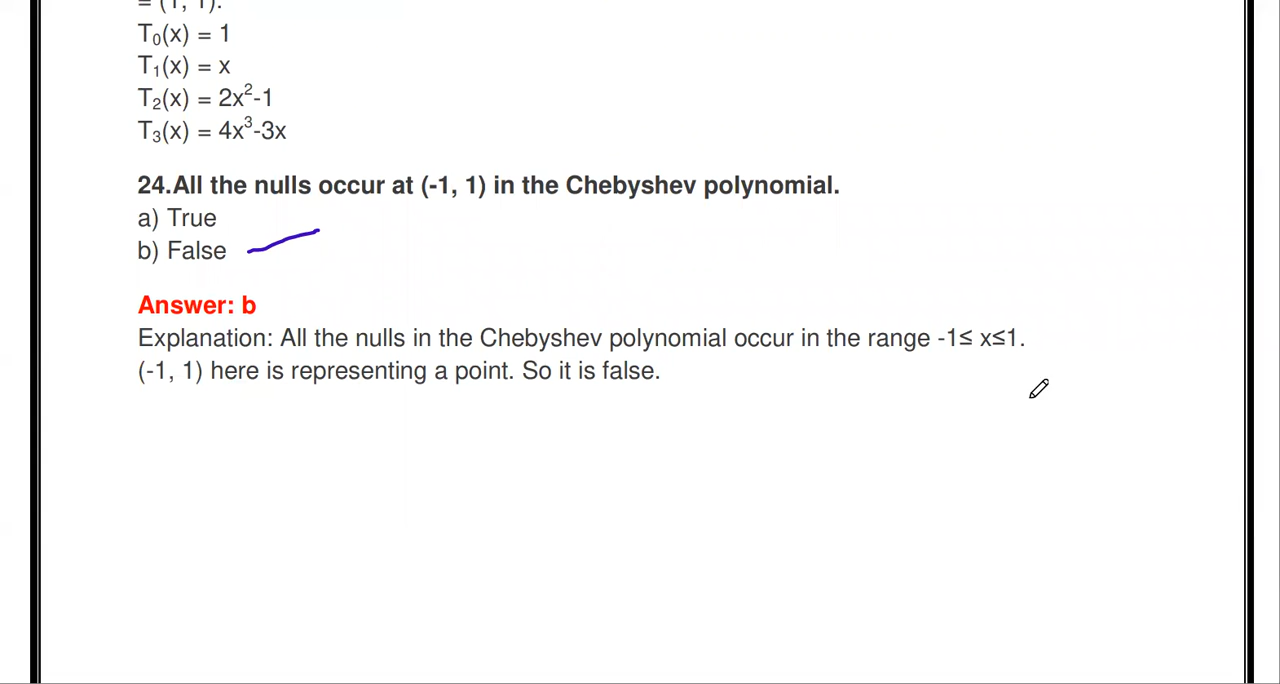 = (1, 1).
T₀(x) = 1
T₁(x) = x
T₂(x) = 2x²-1
T₃(x) = 4x³-3x
24.All the nulls occur at (-1, 1) in the Chebyshev polynomial.
a) True
b) False
Answer: b
Explanation: All the nulls in the Chebyshev polynomial occur in the range -1≤ x≤1.
(-1, 1) here is representing a point. So it is false.